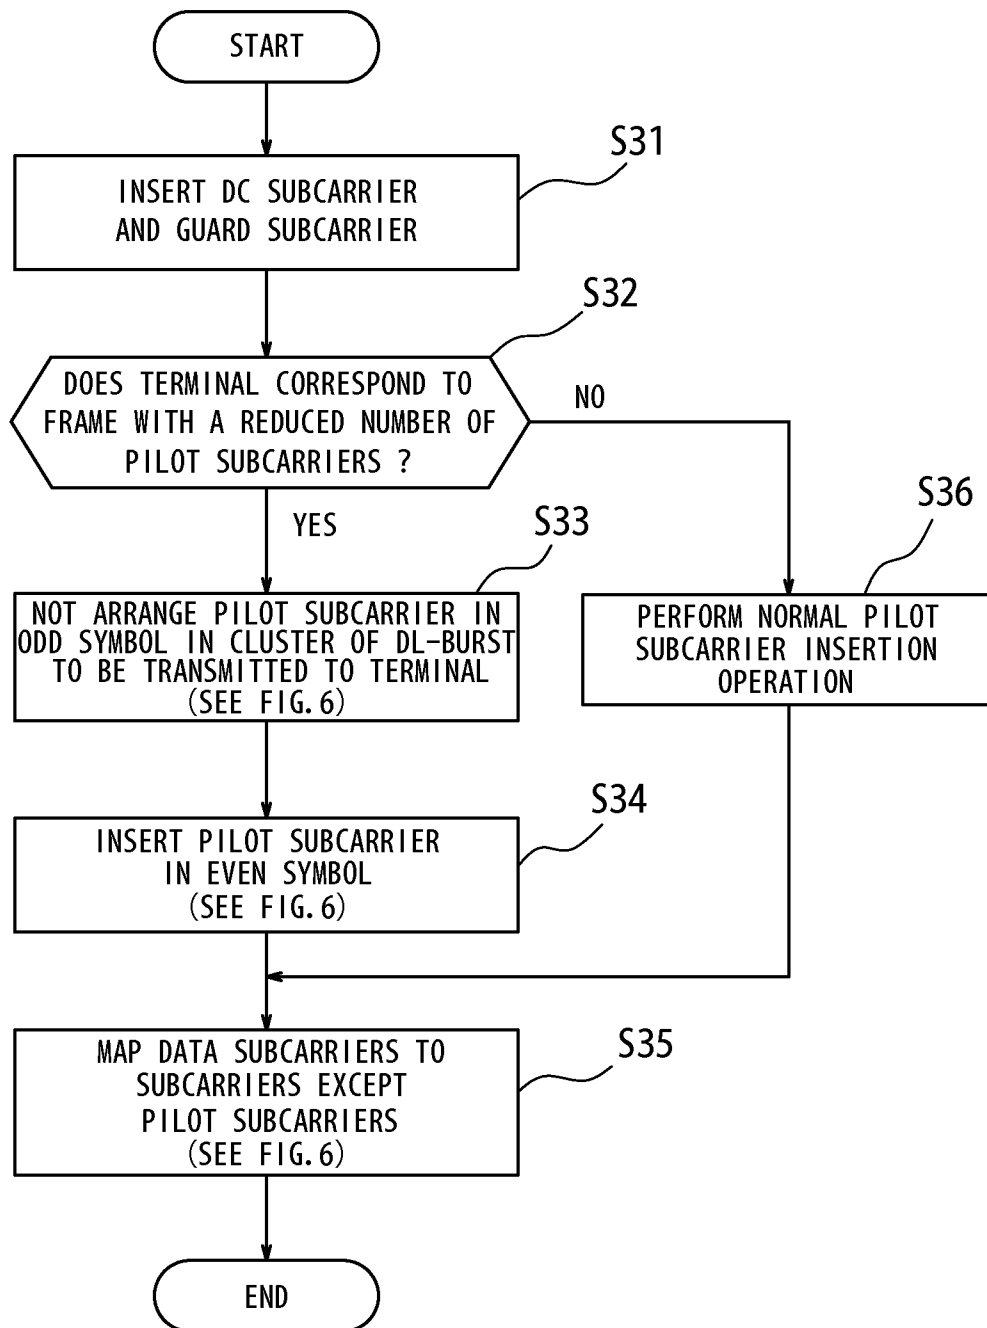 START
S31
INSERT DC SUBCARRIER
AND GUARD SUBCARRIER
S32
DOES TERMINAL CORRESPOND TO
FRAME WITH A REDUCED NUMBER OF
PILOT SUBCARRIERS ?
NO
YES
S33
S36
NOT ARRANGE PILOT SUBCARRIER IN
ODD SYMBOL IN CLUSTER OF DL-BURST
TO BE TRANSMITTED TO TERMINAL
(SEE FIG.6)
PERFORM NORMAL PILOT
SUBCARRIER INSERTION
OPERATION
S34
INSERT PILOT SUBCARRIER
IN EVEN SYMBOL
(SEE FIG.6)
S35
MAP DATA SUBCARRIERS TO
SUBCARRIERS EXCEPT
PILOT SUBCARRIERS
(SEE FIG.6)
END